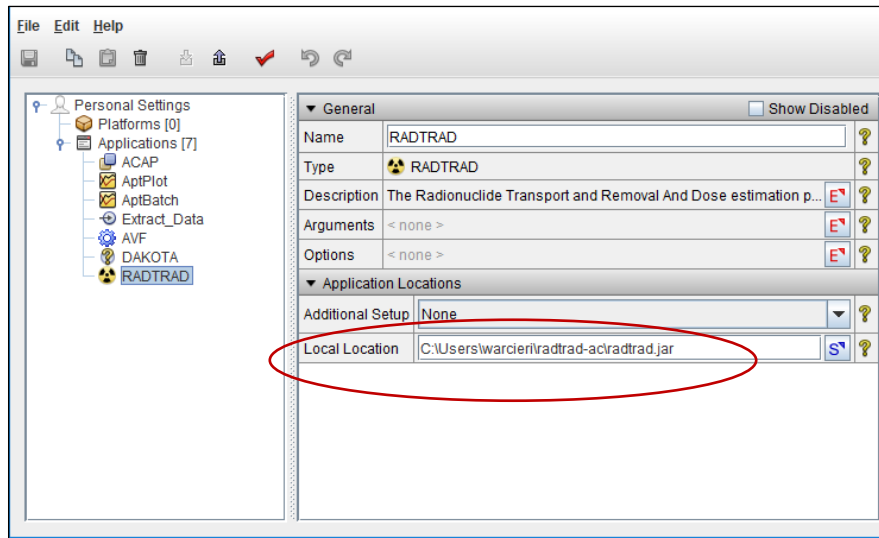 File Edit Help
Personal Settings
Platforms [0]
Applications [7]
ACAP
AptPlot
AptBatch
Extract_Data
AVF
DAKOTA
RADTRAD
General Show Disabled
Name RADTRAD
Type RADTRAD
Description The Radionuclide Transport and Removal And Dose estimation p... E
Arguments < none > E
Options < none > E
Application Locations
Additional Setup None
Local Location C:\Users\warcieri\radtrad-ac\radtrad.jar S